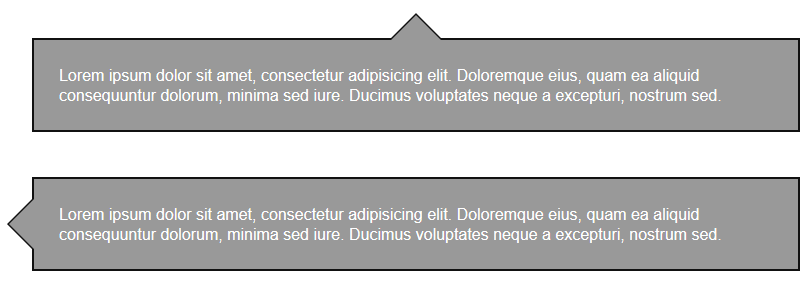 Lorem ipsum dolor sit amet, consectetur adipisicing elit. Doloremque eius, quam ea aliquid
consequuntur dolorum, minima sed iure. Ducimus voluptates neque a excepturi, nostrum sed.
Lorem ipsum dolor sit amet, consectetur adipisicing elit. Doloremque eius, quam ea aliquid
consequuntur dolorum, minima sed iure. Ducimus voluptates neque a excepturi, nostrum sed.